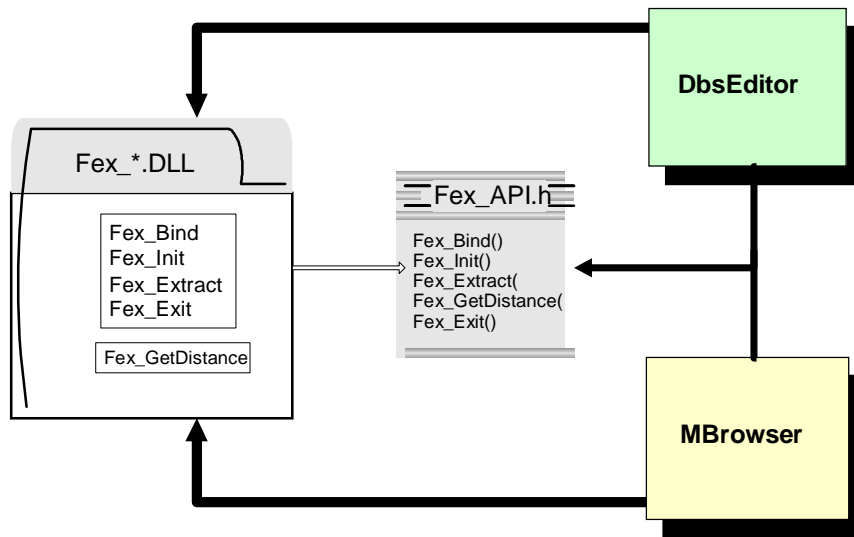 DbsEditor
Fex_*.DLL
Fex_API.h
Fex_Bind
Fex_Init
Fex_Extract
Fex_Exit
Fex_GetDistance
Fex_Bind()
Fex_Init()
Fex_Extract(
Fex_GetDistance(
Fex_Exit()
MBrowser